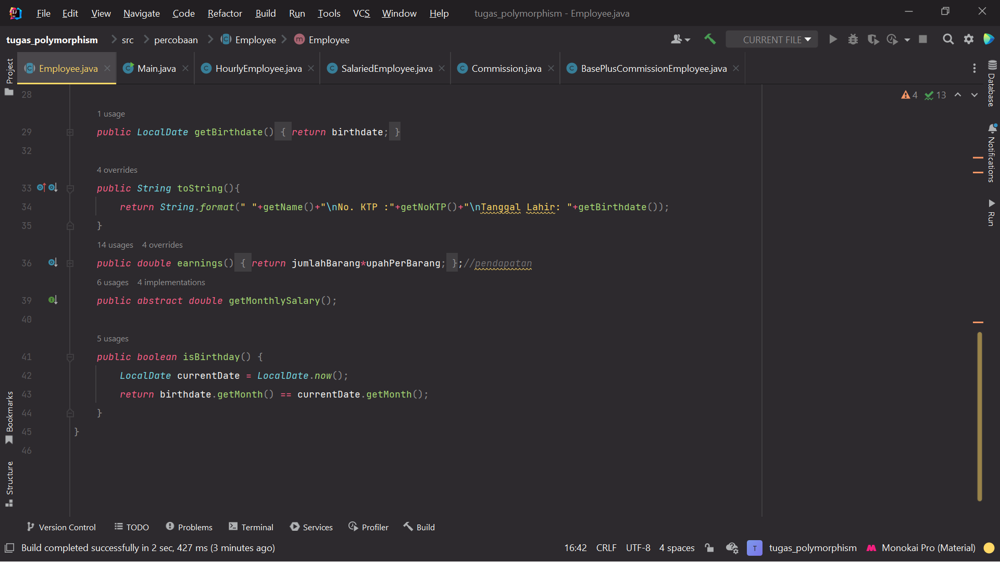 File Edit View Navigate Code Refactor Build Run Tools VCS Window Help tugas_polymorphism - Employee.java
tugas_polymorphism src percobaan Employee m Employee CURRENT FILE
Project
Employee.java Main.java HourlyEmployee.java SalariedEmployee.java Commission.java BasePlusCommissionEmployee.java
Database
Notifications
Run
4 13
28
1 usage
29 public LocalDate getBirthdate() { return birthdate; }
32
4 overrides
33 public String toString(){
34 return String.format(" "+getName()+"\nNo. KTP :"+getNoKTP()+"\nTanggal Lahir: "+getBirthdate());
35 }
14 usages 4 overrides
36 public double earnings() { return jumlahBarang*upahPerBarang; };//pendapatan
6 usages 4 implementations
39 public abstract double getMonthlySalary();
40
5 usages
41 public boolean isBirthday() {
42 LocalDate currentDate = LocalDate.now();
43 return birthdate.getMonth() == currentDate.getMonth();
44 }
45 }
46
Bookmarks
Structure
Version Control TODO Problems Terminal Services Profiler Build
Build completed successfully in 2 sec, 427 ms (3 minutes ago) 16:42 CRLF UTF-8 4 spaces T tugas_polymorphism Monokai Pro (Material)